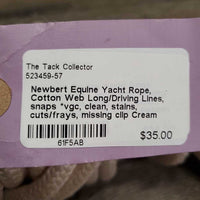 The Tack Collector
523459-57
Newbert Equine Yacht Rope,
Cotton Web Long/Driving Lines,
snaps *vgc, clean, stains,
cuts/frays, missing clip Cream
$35.00
61F5AB